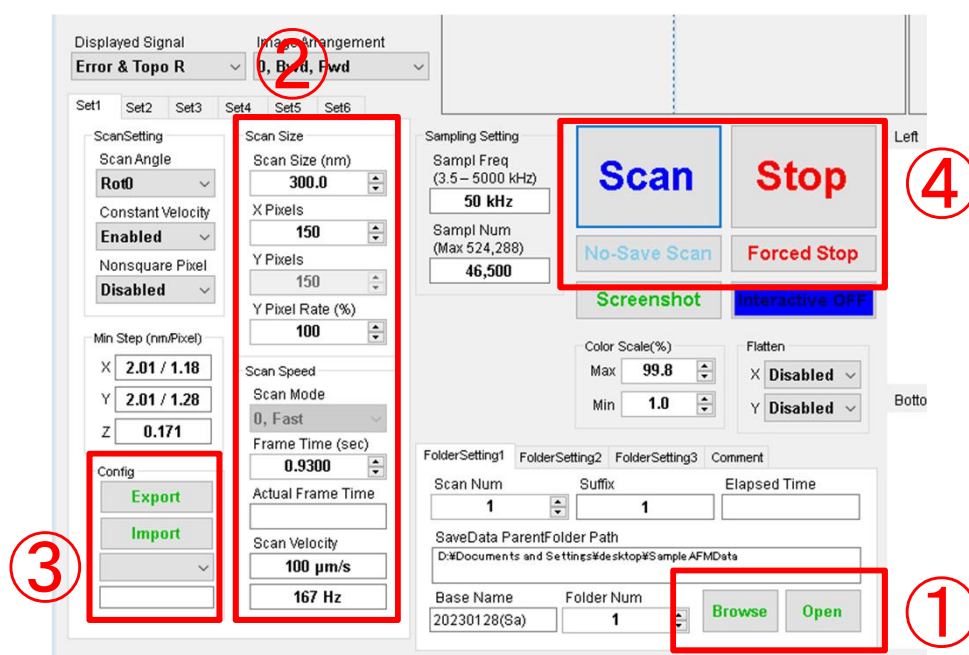 Displayed Signal
Image Arrangement
Error & Topo R
0, Bwd, Fwd
②
Set1 Set2 Set3 Set4 Set5 Set6
ScanSetting
Scan Angle
Rot0
Constant Velocity
Enabled
Nonsquare Pixel
Disabled
Min Step (nm/Pixel)
X 2.01 / 1.18
Y 2.01 / 1.28
Z 0.171
③
Config
Export
Import
Scan Size
Scan Size (nm)
300.0
X Pixels
150
Y Pixels
150
Y Pixel Rate (%)
100
Scan Speed
Scan Mode
0, Fast
Frame Time (sec)
0.9300
Actual Frame Time
Scan Velocity
100 μm/s
167 Hz
Sampling Setting
Sampl Freq
(3.5 – 5000 kHz)
50 kHz
Sampl Num
(Max 524,288)
46,500
Scan
Stop
No-Save Scan
Forced Stop
④
Left
Screenshot
Interactive OFF
Color Scale(%)
Max 99.8
Min 1.0
Flatten
X Disabled
Y Disabled
Botto
FolderSetting1 FolderSetting2 FolderSetting3 Comment
Scan Num
1
Suffix
1
Elapsed Time
SaveData ParentFolder Path
D:¥Documents and Settings¥desktop¥Sample AFMData
Base Name
20230128(Sa)
Folder Num
1
Browse
Open
①